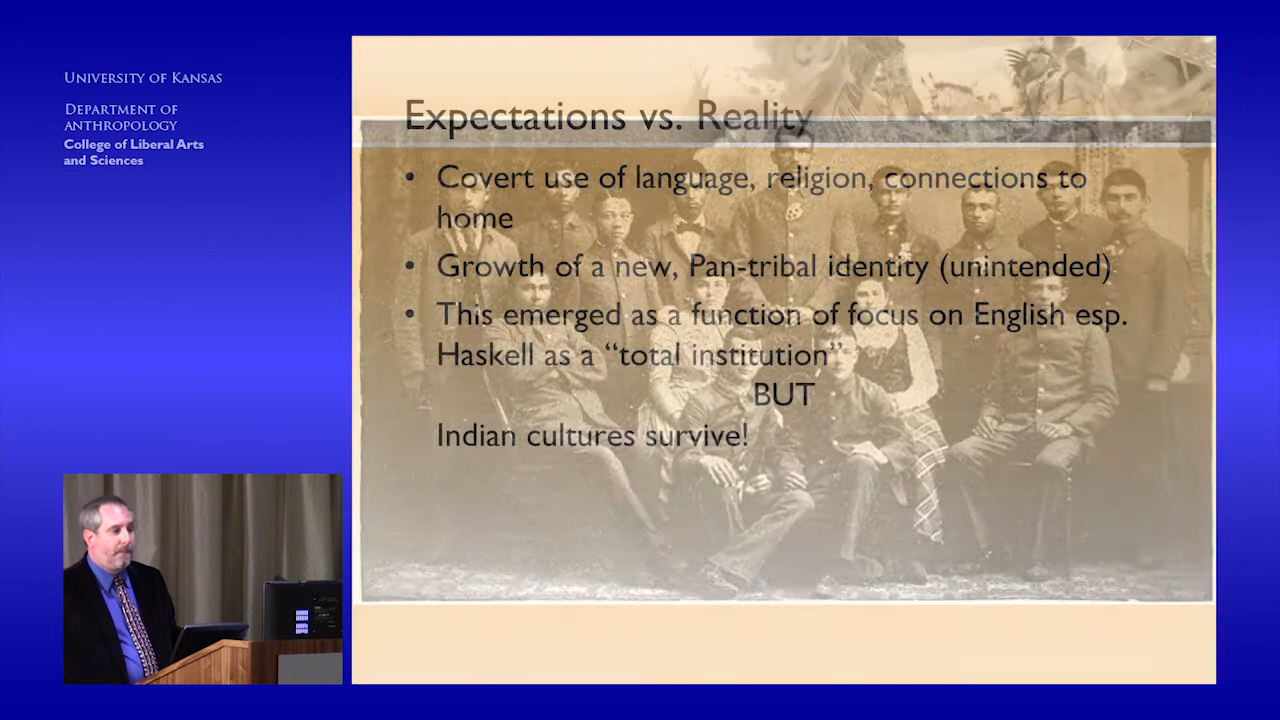 UNIVERSITY OF KANSAS
DEPARTMENT OF
ANTHROPOLOGY
College of Liberal Arts
and Sciences
Expectations vs. Reality
• Covert use of language, religion, connections to
home
• Growth of a new, Pan-tribal identity (unintended)
• This emerged as a function of focus on English esp.
Haskell as a “total institution”
BUT
Indian cultures survive!